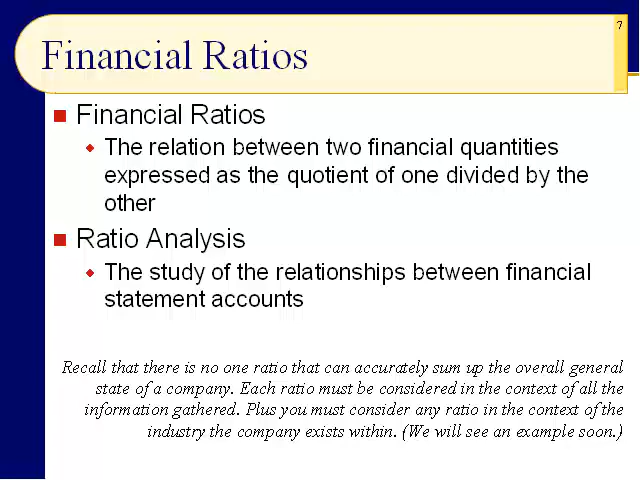 7
Financial Ratios
Financial Ratios
The relation between two financial quantities
expressed as the quotient of one divided by the
other
Ratio Analysis
The study of the relationships between financial
statement accounts
Recall that there is no one ratio that can accurately sum up the overall general
state of a company. Each ratio must be considered in the context of all the
information gathered. Plus you must consider any ratio in the context of the
industry the company exists within. (We will see an example soon.)